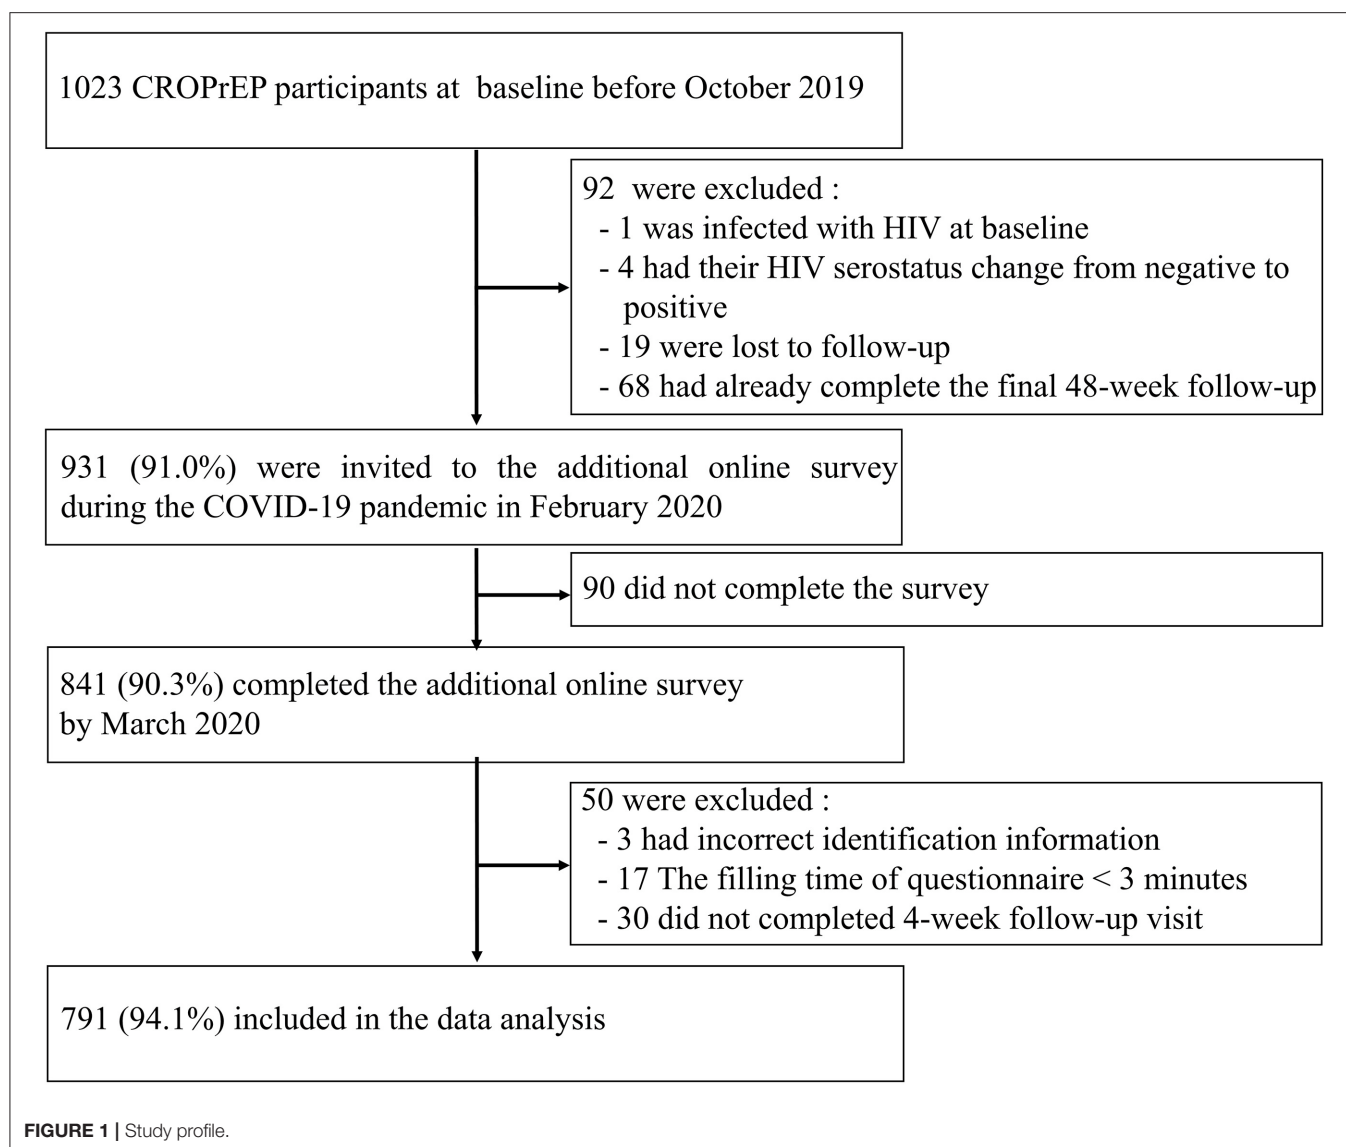 1023 CROPrEP participants at baseline before October 2019
92 were excluded :
- 1 was infected with HIV at baseline
- 4 had their HIV serostatus change from negative to
positive
- 19 were lost to follow-up
- 68 had already complete the final 48-week follow-up
931 (91.0%) were invited to the additional online survey
during the COVID-19 pandemic in February 2020
90 did not complete the survey
841 (90.3%) completed the additional online survey
by March 2020
50 were excluded :
- 3 had incorrect identification information
- 17 The filling time of questionnaire < 3 minutes
- 30 did not completed 4-week follow-up visit
791 (94.1%) included in the data analysis
FIGURE 1 | Study profile.